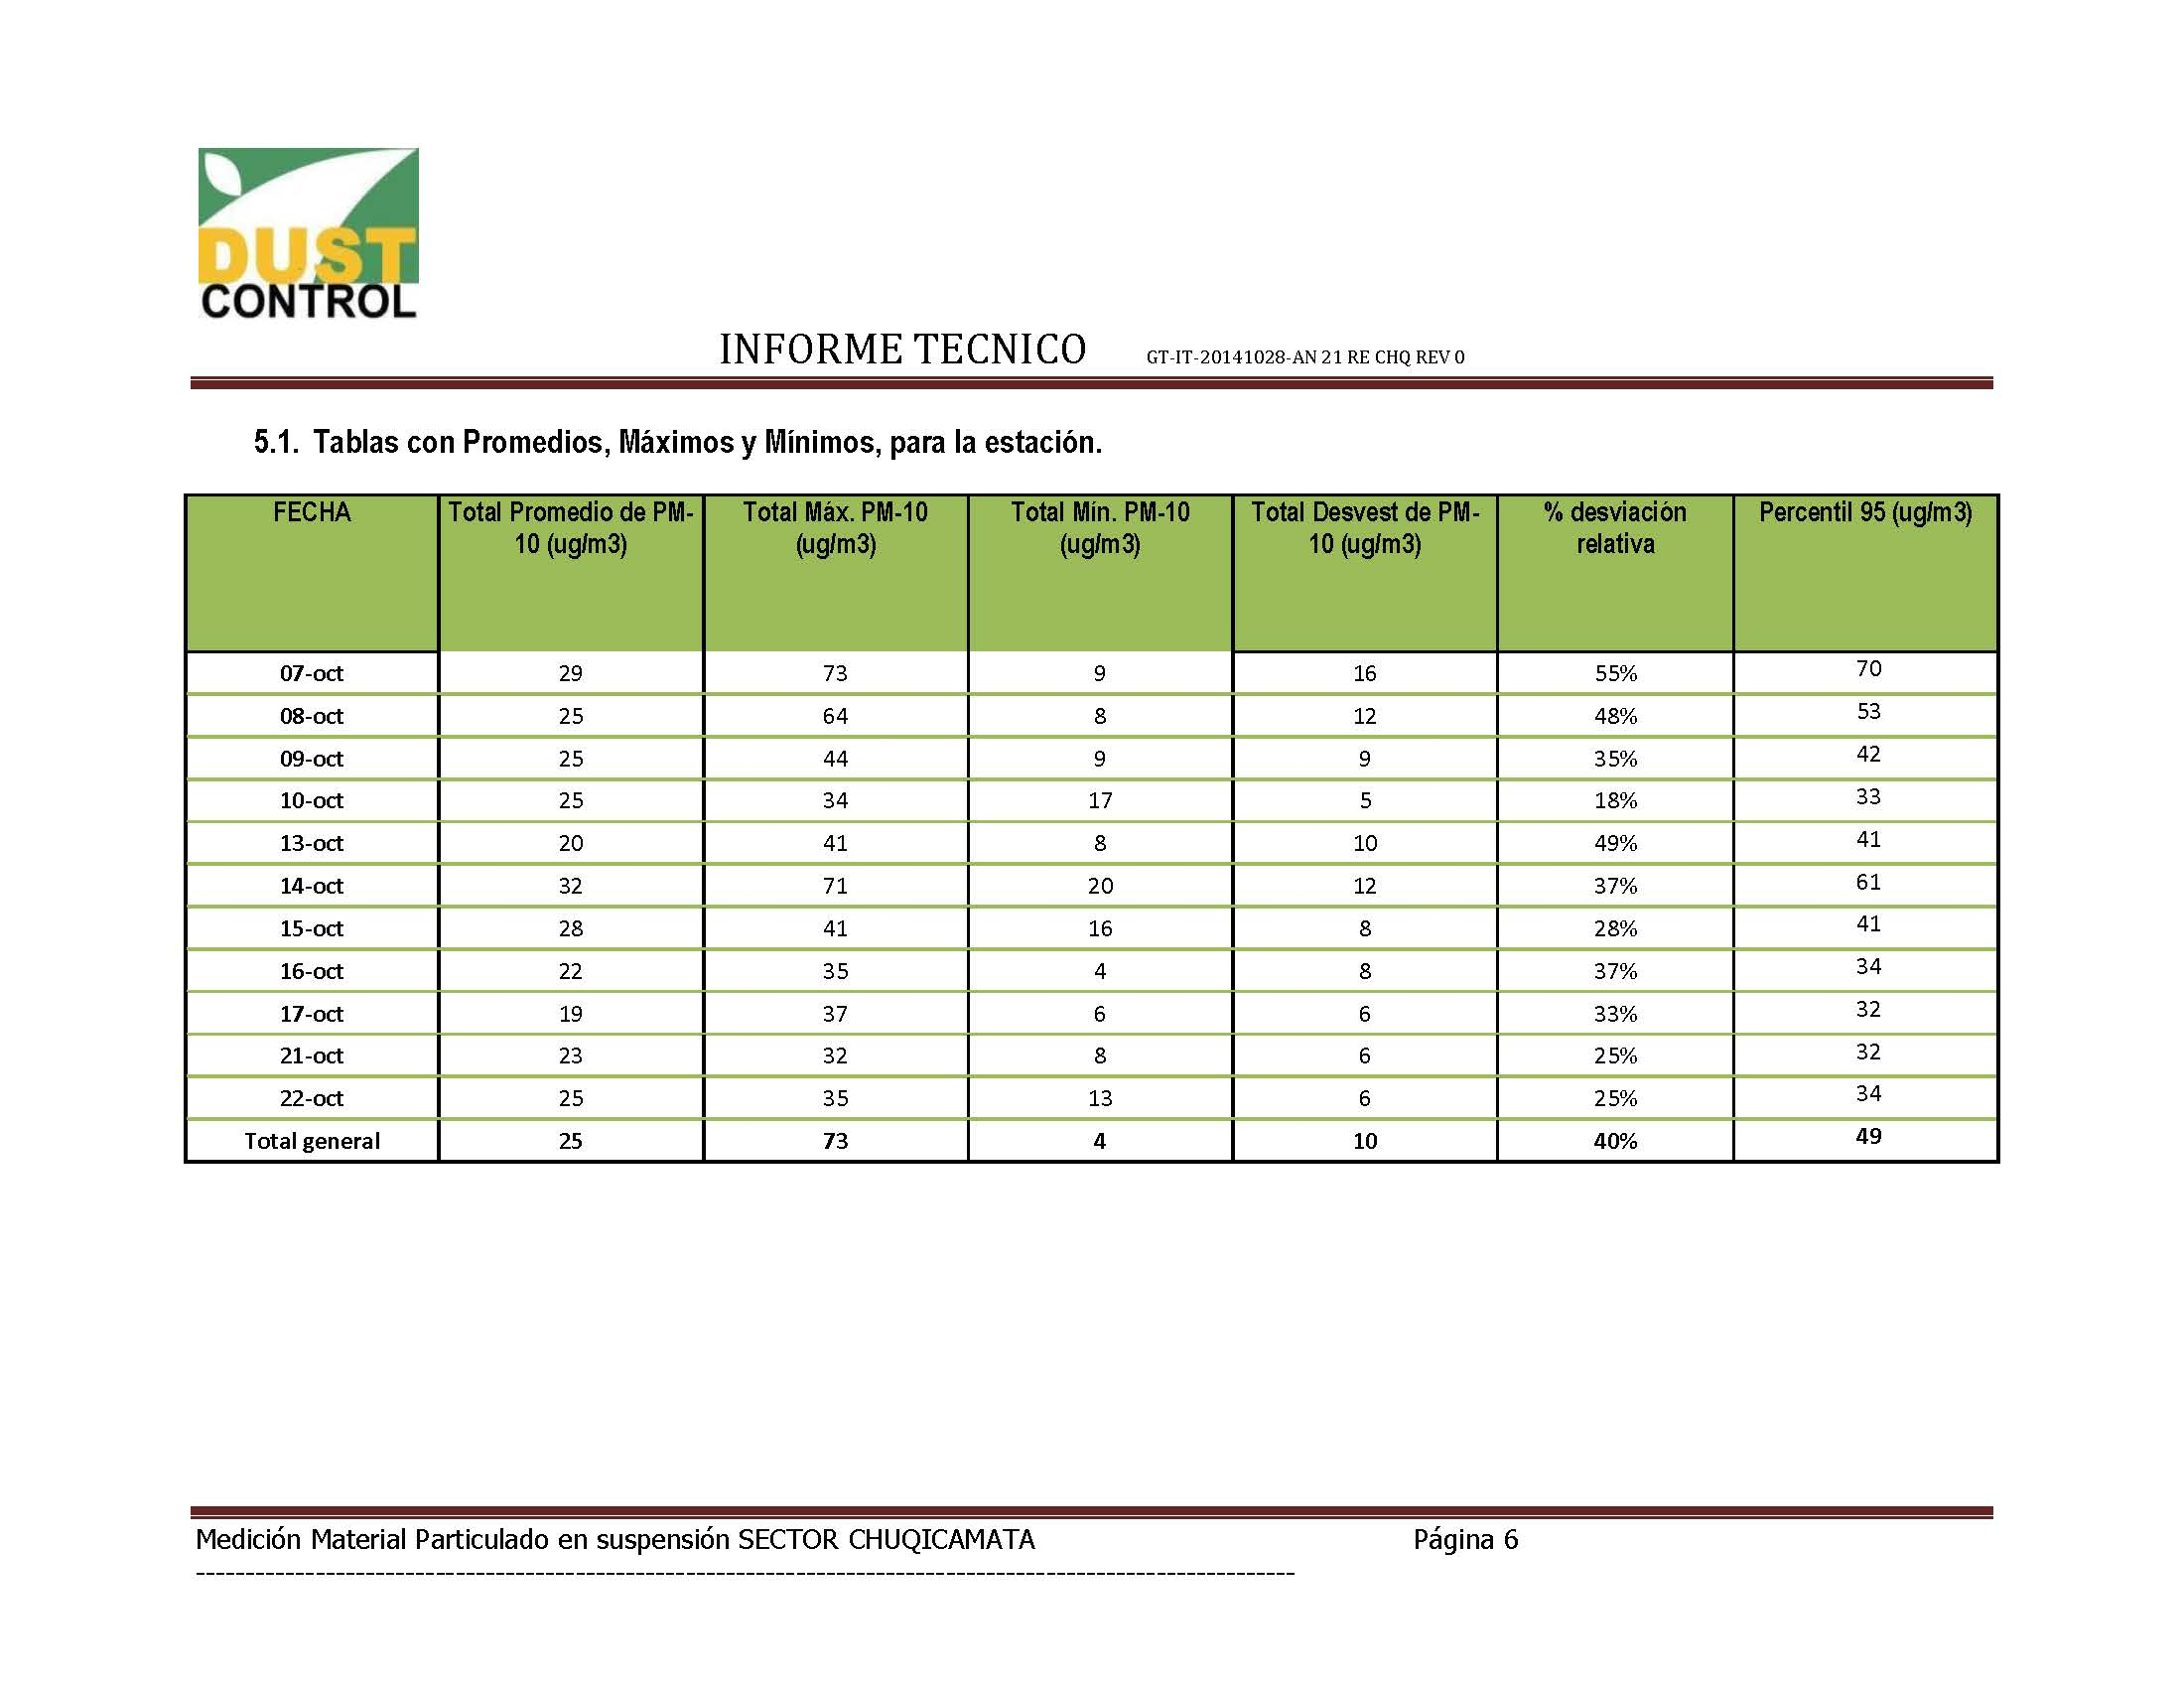 DUST
CONTROL
INFORME TECNICO GT-IT-20141028-AN 21 RE CHQ REV 0
5.1. Tablas con Promedios, Máximos y Mínimos, para la estación.
FECHA Total Promedio de PM-10 (ug/m3) Total Máx. PM-10 (ug/m3) Total Mín. PM-10 (ug/m3) Total Desvest de PM-10 (ug/m3) % desviación relativa Percentil 95 (ug/m3)
07-oct 29 73 9 16 55% 70
08-oct 25 64 8 12 48% 53
09-oct 25 44 9 9 35% 42
10-oct 25 34 17 5 18% 33
13-oct 20 41 8 10 49% 41
14-oct 32 71 20 12 37% 61
15-oct 28 41 16 8 28% 41
16-oct 22 35 4 8 37% 34
17-oct 19 37 6 6 33% 32
21-oct 23 32 8 6 25% 32
22-oct 25 35 13 6 25% 34
Total general 25 73 4 10 40% 49
Medición Material Particulado en suspensión SECTOR CHUQICAMATA Página 6
--------------------------------------------------------------------------------------------------------------